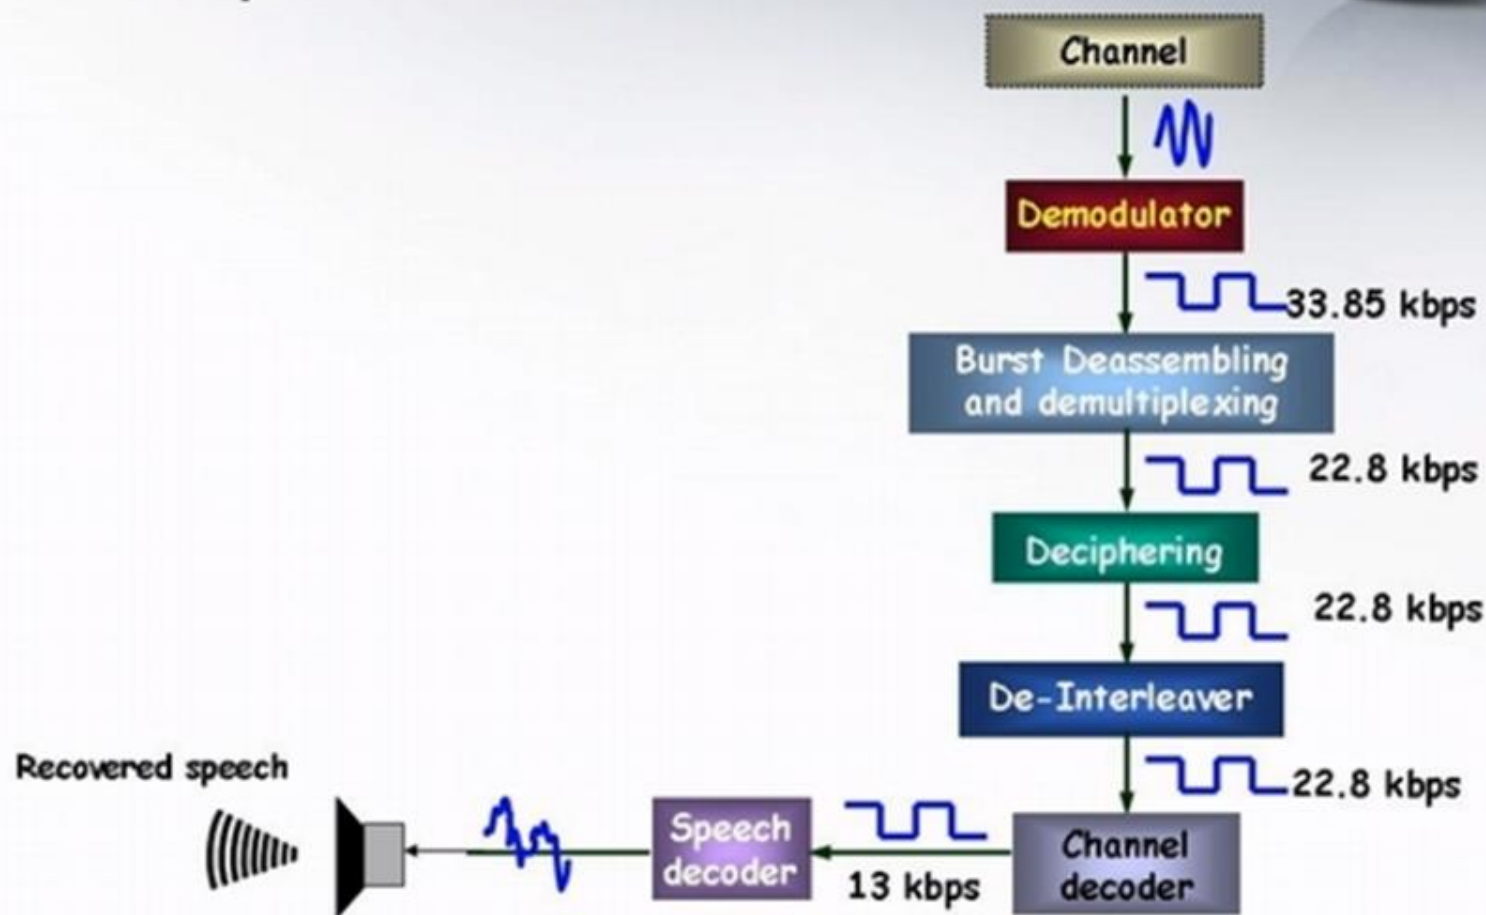 Channel
Demodulator
33.85 kbps
Burst Deassembling
and demultiplexing
22.8 kbps
Deciphering
22.8 kbps
De-Interleaver
22.8 kbps
Channel
decoder
13 kbps
Speech
decoder
Recovered speech